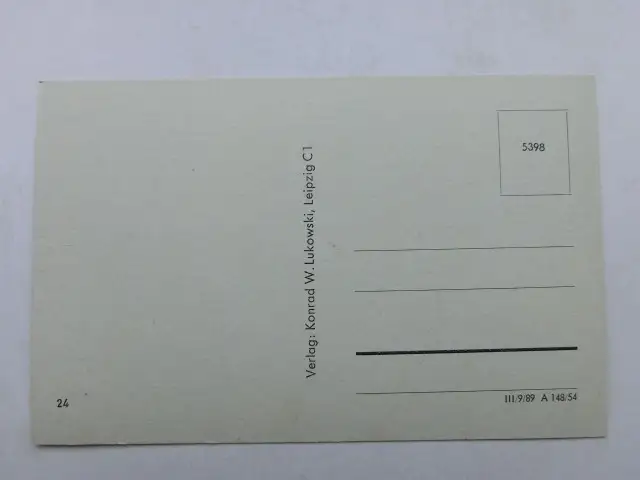 5398
Verlag: Konrad W. Lukowski, Leipzig C1
24
III/9/89 A 148/54